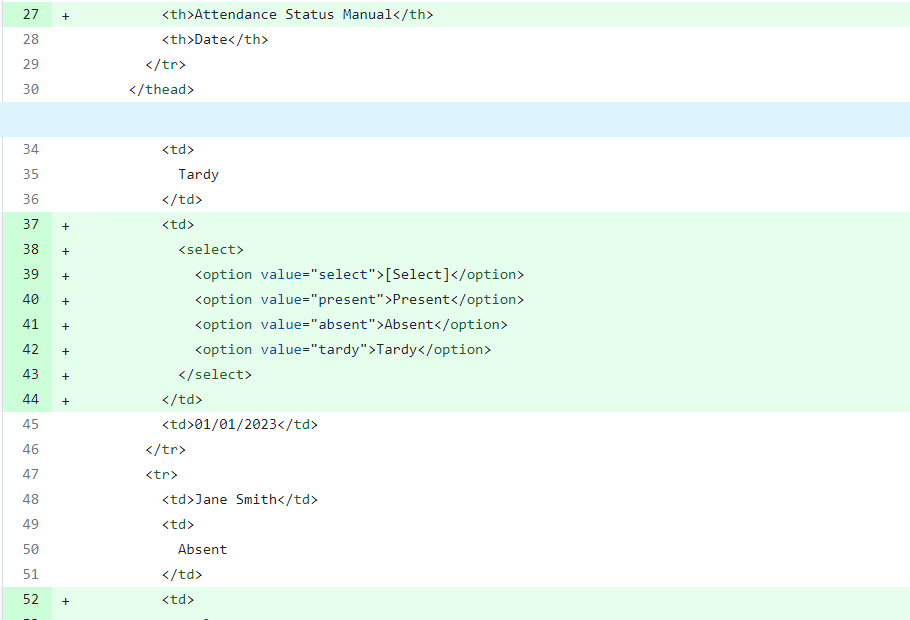 27 + <th>Attendance Status Manual</th>
28 <th>Date</th>
29 </tr>
30 </thead>
34 <td>
35 Tardy
36 </td>
37 + <td>
38 + <select>
39 + <option value="select">[Select]</option>
40 + <option value="present">Present</option>
41 + <option value="absent">Absent</option>
42 + <option value="tardy">Tardy</option>
43 + </select>
44 + </td>
45 <td>01/01/2023</td>
46 </tr>
47 <tr>
48 <td>Jane Smith</td>
49 <td>
50 Absent
51 </td>
52 + <td>